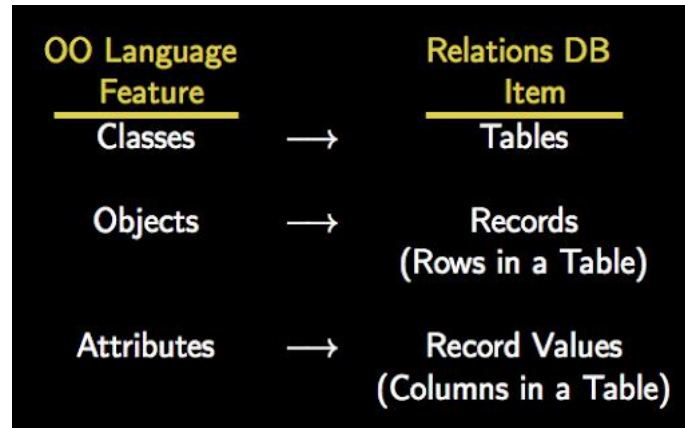 OO Language Relations DB
Feature Item
Classes → Tables
Objects → Records
(Rows in a Table)
Attributes → Record Values
(Columns in a Table)